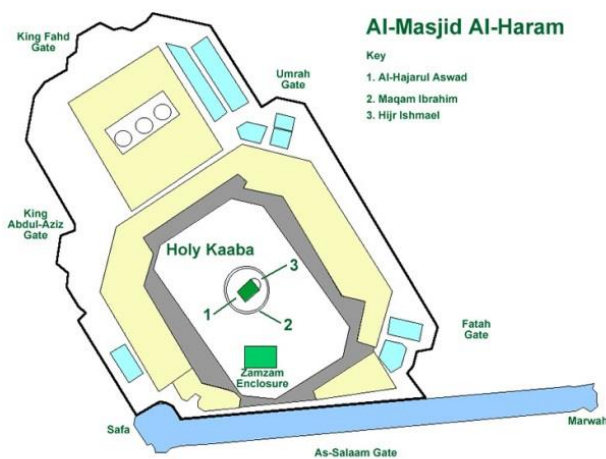 Al-Masjid Al-Haram
Key
1. Al-Hajarul Aswad
2. Maqam Ibrahim
3. Hijr Ishmael
King Fahd
Gate
Umrah
Gate
King
Abdul-Aziz
Gate
Holy Kaaba
3
1
2
Zamzam
Enclosure
Fatah
Gate
Safa
As-Salaam Gate
Marwah